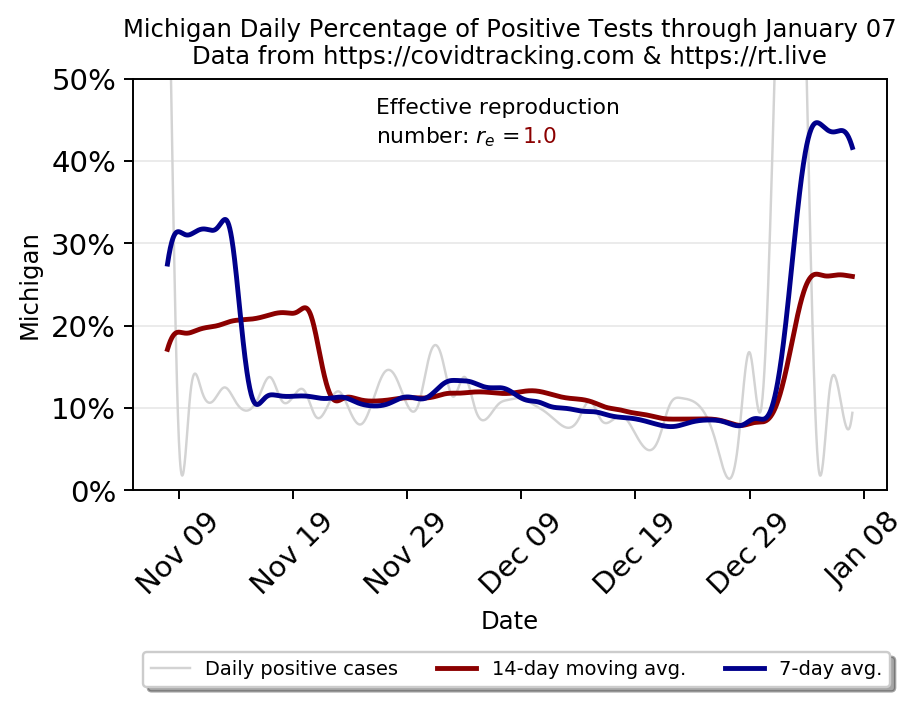 Michigan Daily Percentage of Positive Tests through January 07
Data from https://covidtracking.com & https://rt.live
Effective reproduction
number: rₑ =1.0
50%
40%
30%
20%
10%
0%
Michigan
Nov 09
Nov 19
Nov 29
Dec 09
Dec 19
Dec 29
Jan 08
Date
Daily positive cases
14-day moving avg.
7-day avg.